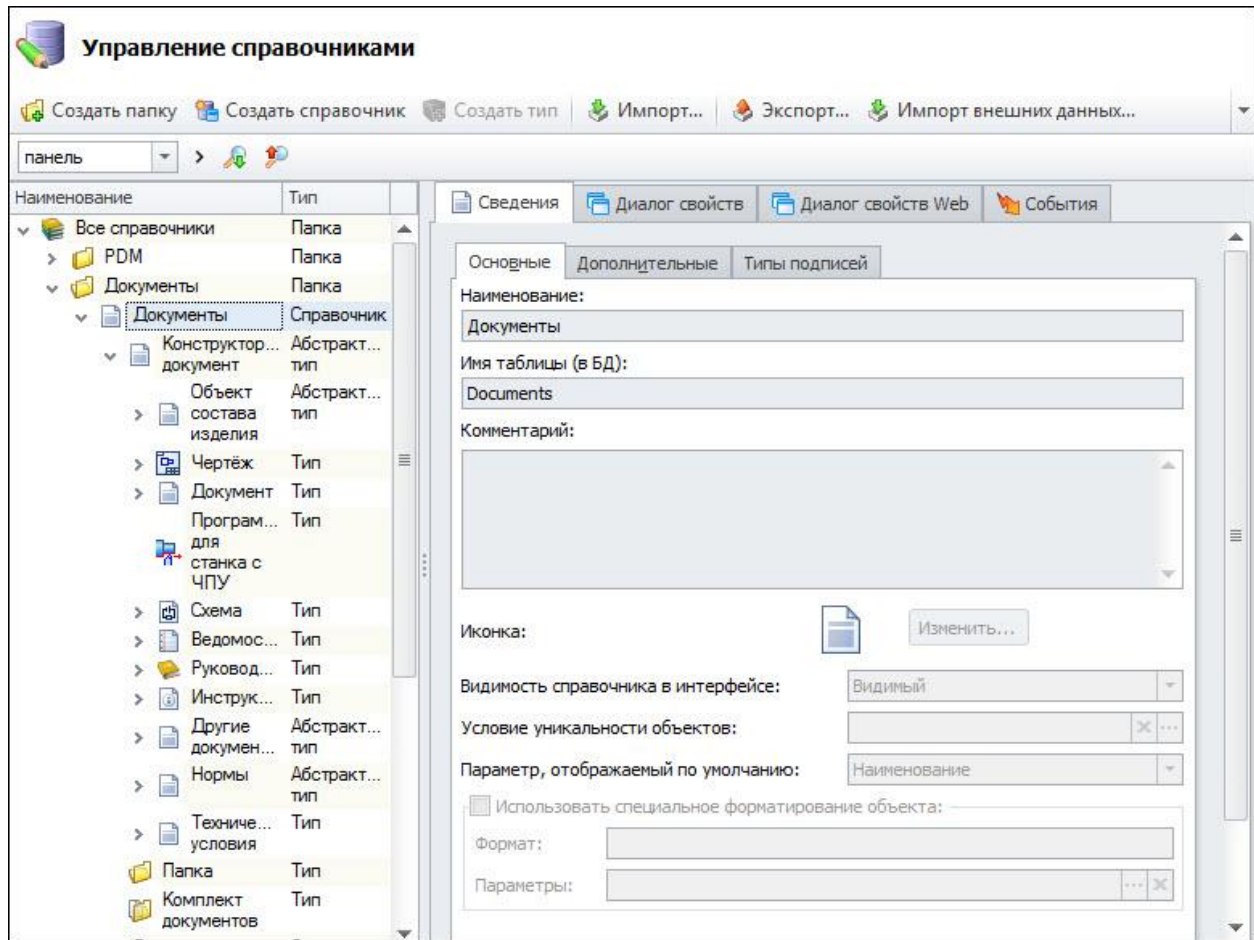 Управление справочниками
Создать папку Создать справочник Создать тип Импорт... Экспорт... Импорт внешних данных...
панель
Наименование Тип
Все справочники Папка
PDM Папка
Документы Папка
Документы Справочник
Конструктор... Абстракт...
документ тип
Объект Абстракт...
состава тип
изделия
Чертёж Тип
Документ Тип
Програм... Тип
для
станка с
ЧПУ
Схема Тип
Ведомос... Тип
Руковод... Тип
Инструк... Тип
Другие Абстракт...
докумен... тип
Нормы Абстракт...
тип
Техниче... Тип
условия
Папка Тип
Комплект Тип
документов
Сведения Диалог свойств Диалог свойств Web События
Основные Дополнительные Типы подписей
Наименование:
Документы
Имя таблицы (в БД):
Documents
Комментарий:
Иконка: Изменить...
Видимость справочника в интерфейсе: Видимый
Условие уникальности объектов:
Параметр, отображаемый по умолчанию: Наименование
Использовать специальное форматирование объекта:
Формат:
Параметры: